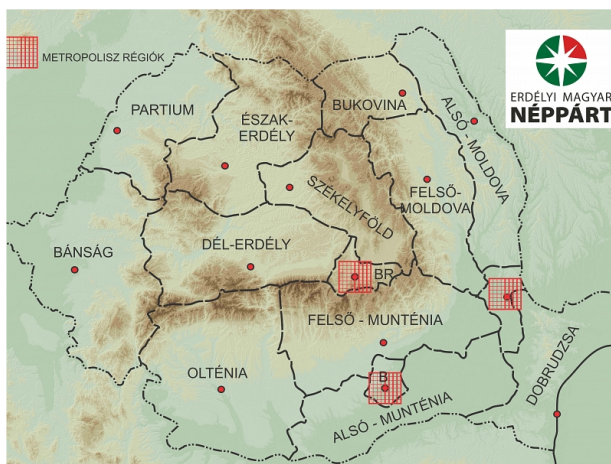 METROPOLISZ RÉGIÓK
ERDÉLYI MAGYAR
NÉPPÁRT
PARTIUM
ÉSZAK-
ERDÉLY
BUKOVINA
ALSÓ - MOLDOVA
SZÉKELYFÖLD
FELSŐ-
MOLDOVA
BÁNSÁG
DÉL-ERDÉLY
BR
FELSŐ - MUNTÉNIA
OLTÉNIA
B
ALSÓ - MUNTÉNIA
DOBRUDZSA